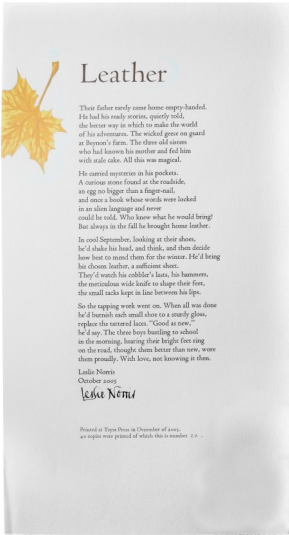 Leather
Their father rarely came home empty-handed.
He had his ready stories, quietly told,
the better way in which to make the world
of his adventures. The wicked geese on guard
at Beynon's farm. The three old sisters
who had known his mother and fed him
with stale cake. All this was magical.
He carried mysteries in his pockets.
A curious stone found at the roadside,
an egg no bigger than a finger-nail,
and once a book whose words were locked
in an alien language and never
could be told. Who knew what he would bring?
But always in the fall he brought home leather.
In cool September, looking at their shoes,
he'd shake his head, and think, and then decide
how best to mend them for the winter. He'd bring
his chosen leather, a sufficient sheet.
They'd watch his cobbler's lasts, his hammers,
the meticulous wide knife to shape their feet,
the small tacks kept in line between his lips.
So the tapping work went on. When all was done
he'd burnish each small shoe to a sturdy gloss,
replace the tattered laces. "Good as new,"
he'd say. The three boys bustling to school
in the morning, hearing their bright feet ring
on the road, thought them better than new, wore
them proudly. With love, not knowing it then.
Leslie Norris
October 2005
Leslie Norris
Printed at Tryst Press in December of 2005,
40 copies were printed of which this is number